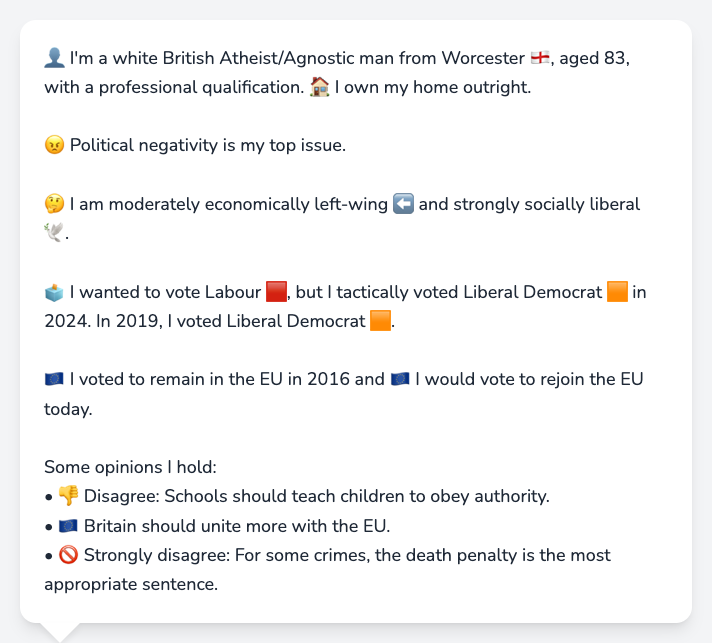 👤 I'm a white British Atheist/Agnostic man from Worcester 🏴󠁧󠁢󠁥󠁮󠁧󠁿, aged 83,
with a professional qualification. 🏠 I own my home outright.
😠 Political negativity is my top issue.
🤔 I am moderately economically left-wing ⬅️ and strongly socially liberal
🕊️.
🗳️ I wanted to vote Labour 🟥, but I tactically voted Liberal Democrat 🟧 in
2024. In 2019, I voted Liberal Democrat 🟧.
🇪🇺 I voted to remain in the EU in 2016 and 🇪🇺 I would vote to rejoin the EU
today.
Some opinions I hold:
• 👎 Disagree: Schools should teach children to obey authority.
• 🇪🇺 Britain should unite more with the EU.
• 🚫 Strongly disagree: For some crimes, the death penalty is the most
appropriate sentence.